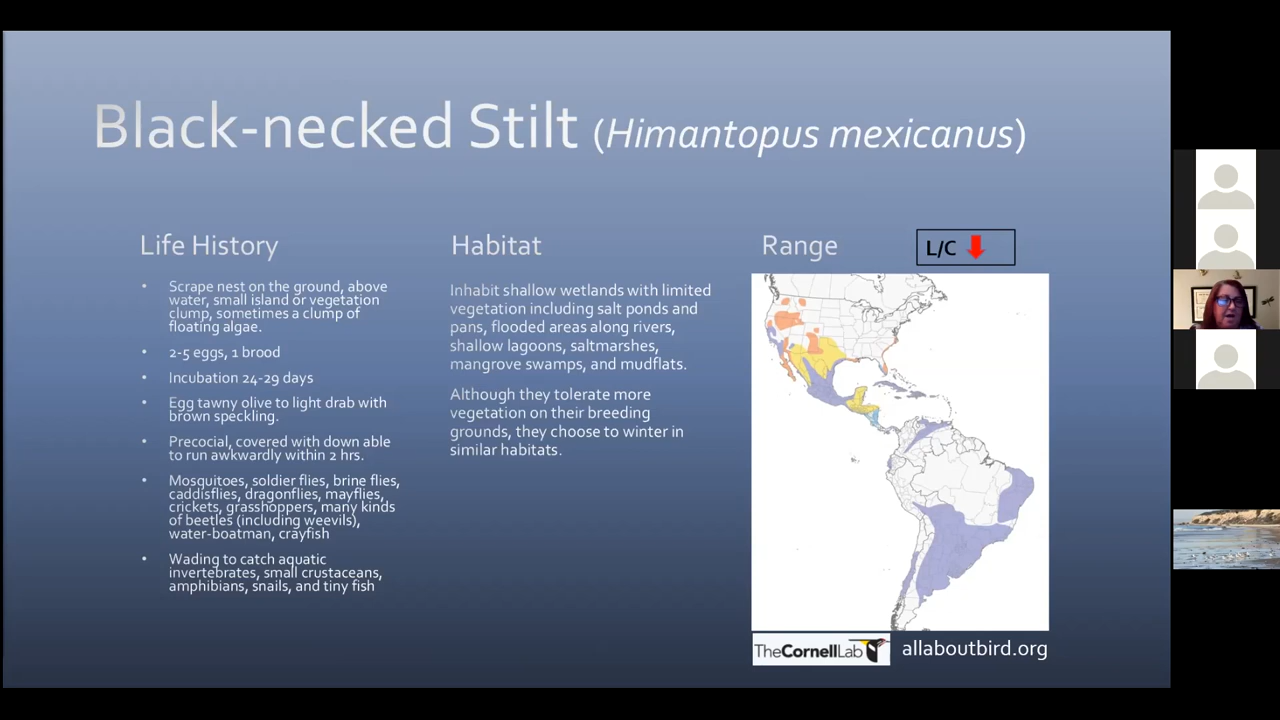 Black-necked Stilt (Himantopus mexicanus)
Life History
Scrape nest on the ground, above
water, small island or vegetation
clump, sometimes a clump of
floating algae.
2-5 eggs, 1 brood
Incubation 24-29 days
Egg tawny olive to light drab with
brown speckling.
Precocial, covered with down able
to run awkwardly within 2 hrs.
Mosquitoes, soldier flies, brine flies,
caddisflies, dragonflies, mayflies,
crickets, grasshoppers, many kinds
of beetles (including weevils),
water-boatman, crayfish
Wading to catch aquatic
invertebrates, small crustaceans,
amphibians, snails, and tiny fish
Habitat
Inhabit shallow wetlands with limited
vegetation including salt ponds and
pans, flooded areas along rivers,
shallow lagoons, saltmarshes,
mangrove swamps, and mudflats.
Although they tolerate more
vegetation on their breeding
grounds, they choose to winter in
similar habitats.
Range
L/C
TheCornellLab
allaboutbird.org